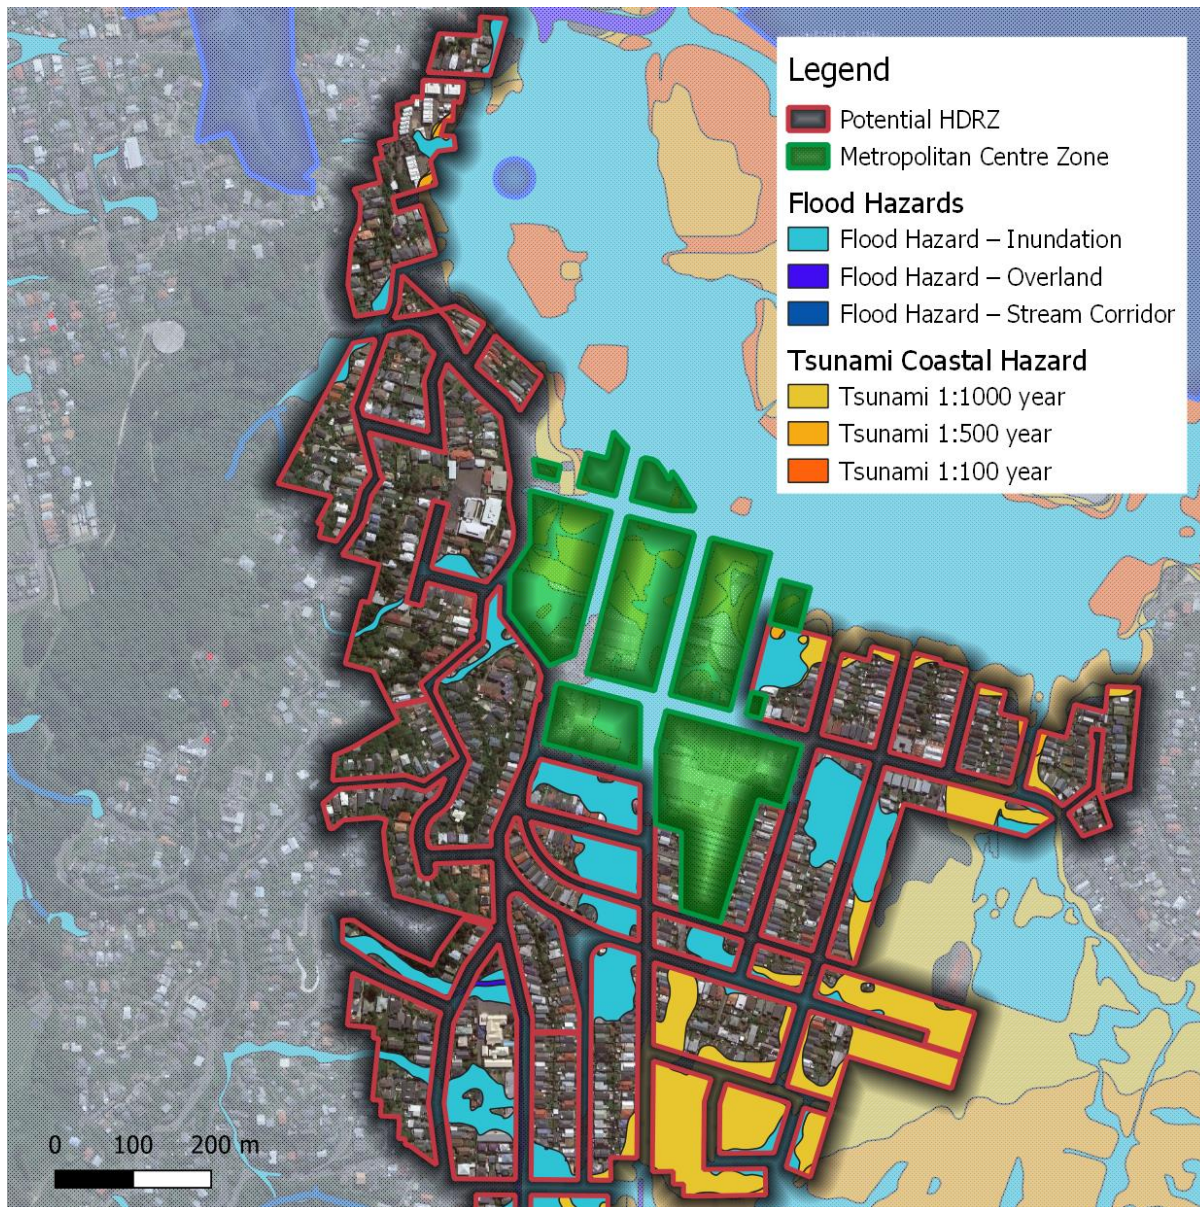 Legend
Potential HDRZ
Metropolitan Centre Zone
Flood Hazards
Flood Hazard – Inundation
Flood Hazard – Overland
Flood Hazard – Stream Corridor
Tsunami Coastal Hazard
Tsunami 1:1000 year
Tsunami 1:500 year
Tsunami 1:100 year
0 100 200 m